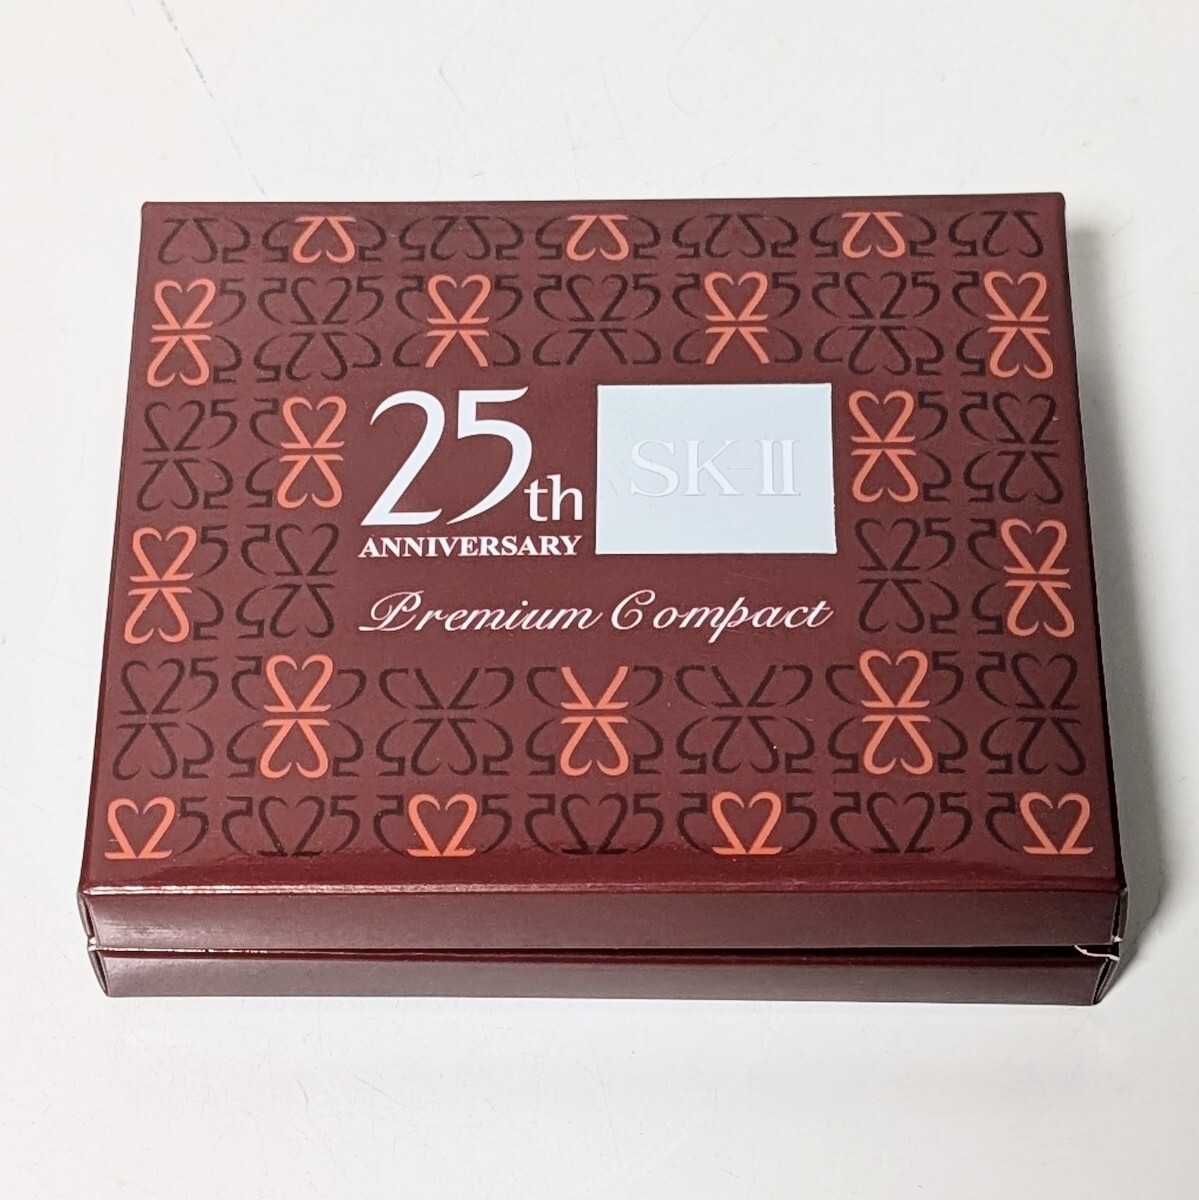 25th
ANNIVERSARY
SK-II
Premium Compact